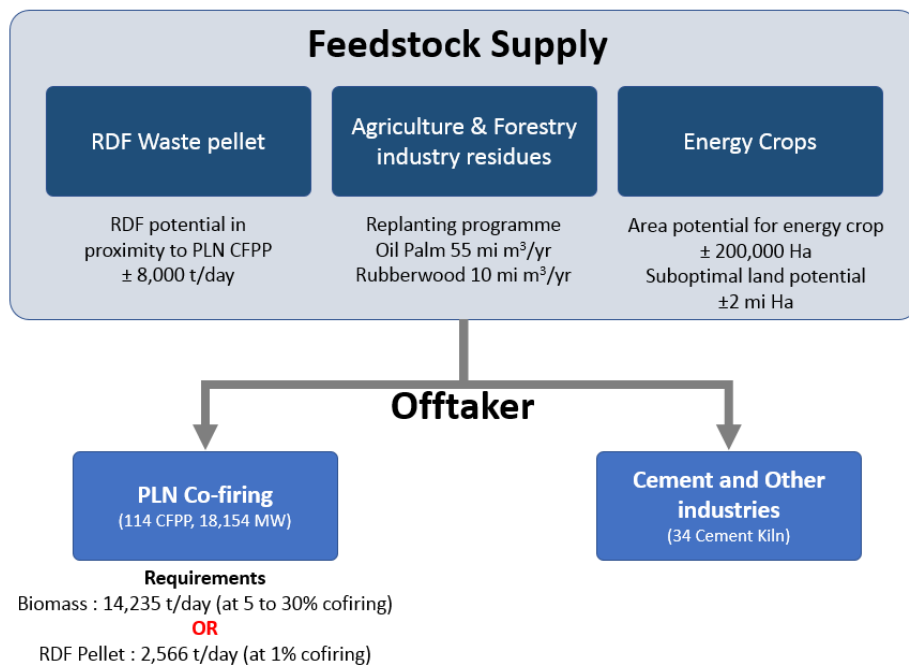 Feedstock Supply
RDF Waste pellet
Agriculture & Forestry
industry residues
Energy Crops
RDF potential in
proximity to PLN CFPP
± 8,000 t/day
Replanting programme
Oil Palm 55 mi m³/yr
Rubberwood 10 mi m³/yr
Area potential for energy crop
± 200,000 Ha
Suboptimal land potential
±2 mi Ha
Offtaker
PLN Co-firing
(114 CFPP, 18,154 MW)
Cement and Other
industries
(34 Cement Kiln)
Requirements
Biomass : 14,235 t/day (at 5 to 30% cofiring)
OR
RDF Pellet : 2,566 t/day (at 1% cofiring)